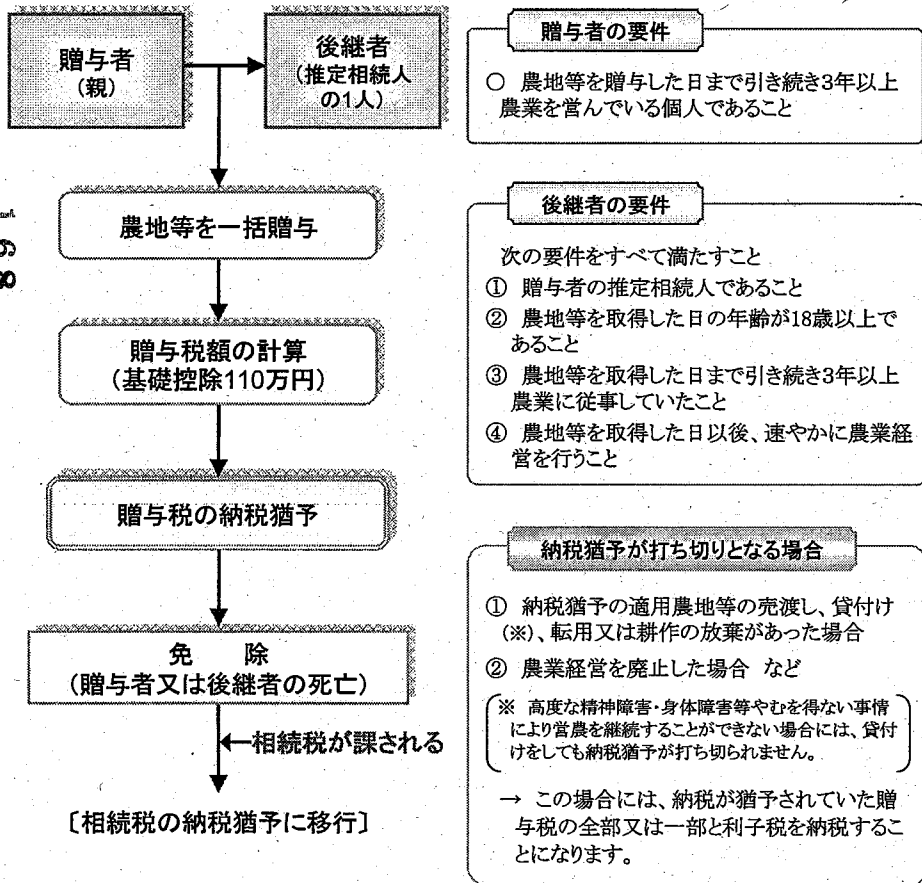 贈与者
(親)
後継者
(推定相続人
の1人)
農地等を一括贈与
贈与税額の計算
(基礎控除110万円)
贈与税の納税猶予
免 除
(贈与者又は後継者の死亡)
←相続税が課される
〔相続税の納税猶予に移行〕
贈与者の要件
○ 農地等を贈与した日まで引き続き3年以上
農業を営んでいる個人であること
後継者の要件
次の要件をすべて満たすこと
① 贈与者の推定相続人であること
② 農地等を取得した日の年齢が18歳以上で
あること
③ 農地等を取得した日まで引き続き3年以上
農業に従事していたこと
④ 農地等を取得した日以後、速やかに農業経
営を行うこと
納税猶予が打ち切りとなる場合
① 納税猶予の適用農地等の売渡し、貸付け
(※)、転用又は耕作の放棄があった場合
② 農業経営を廃止した場合 など
※ 高度な精神障害・身体障害等やむを得ない事情
により営農を継続することができない場合には、貸付
けをしても納税猶予が打ち切られません。
→ この場合には、納税が猶予されていた贈
与税の全部又は一部と利子税を納税するこ
とになります。